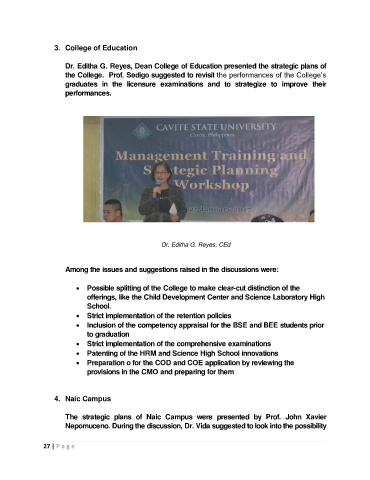 3. College of Education
Dr. Editha G. Reyes, Dean College of Education presented the strategic plans of
the College. Prof. Sedigo suggested to revisit the performances of the College's
graduates in the licensure examinations and to strategize to improve their
performances.
CAVITE STATE UNIVERSITY
Cavite, Philippines
Management Training and
S tegic Planning
Workshop
Dr. Editha G. Reyes, CEd
Among the issues and suggestions raised in the discussions were:
• Possible splitting of the College to make clear-cut distinction of the
offerings, like the Child Development Center and Science Laboratory High
School.
• Strict implementation of the retention policies
• Inclusion of the competency appraisal for the BSE and BEE students prior
to graduation
• Strict implementation of the comprehensive examinations
• Patenting of the HRM and Science High School innovations
• Preparation o for the COD and COE application by reviewing the
provisions in the CMO and preparing for them
4. Naic Campus
The strategic plans of Naic Campus were presented by Prof. John Xavier
Nepomuceno. During the discussion, Dr. Vida suggested to look into the possibility
27 | P a g e